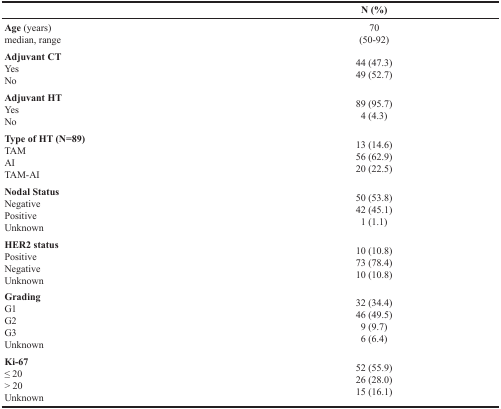 N (%)
Age (years) 70
median, range (50-92)
Adjuvant CT
Yes 44 (47.3)
No 49 (52.7)
Adjuvant HT
Yes 89 (95.7)
No 4 (4.3)
Type of HT (N=89)
TAM 13 (14.6)
AI 56 (62.9)
TAM-AI 20 (22.5)
Nodal Status
Negative 50 (53.8)
Positive 42 (45.1)
Unknown 1 (1.1)
HER2 status
Positive 10 (10.8)
Negative 73 (78.4)
Unknown 10 (10.8)
Grading
G1 32 (34.4)
G2 46 (49.5)
G3 9 (9.7)
Unknown 6 (6.4)
Ki-67
≤ 20 52 (55.9)
> 20 26 (28.0)
Unknown 15 (16.1)